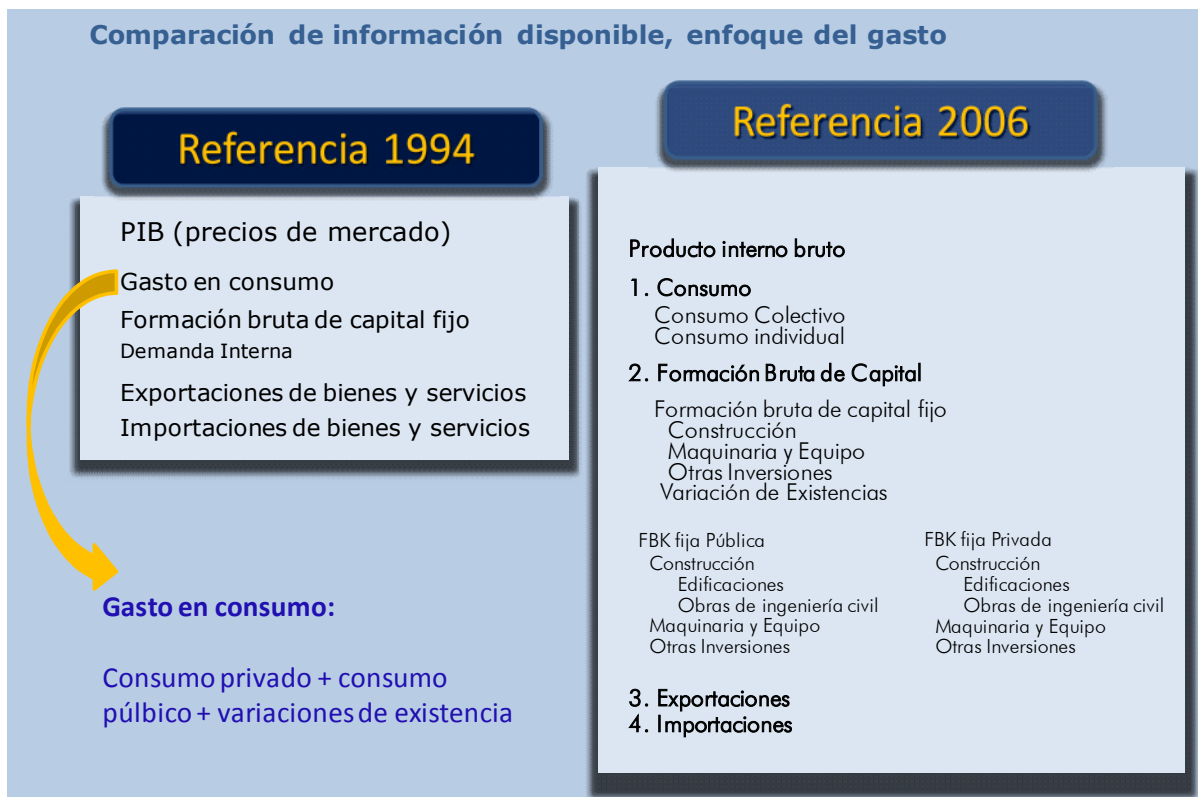 Comparación de información disponible, enfoque del gasto
Referencia 1994
PIB (precios de mercado)
Gasto en consumo
Formación bruta de capital fijo
Demanda Interna
Exportaciones de bienes y servicios
Importaciones de bienes y servicios
Gasto en consumo:
Consumo privado + consumo
púlbico + variaciones de existencia
Referencia 2006
Producto interno bruto
1. Consumo
Consumo Colectivo
Consumo individual
2. Formación Bruta de Capital
Formación bruta de capital fijo
Construcción
Maquinaria y Equipo
Otras Inversiones
Variación de Existencias
FBK fija Pública
Construcción
Edificaciones
Obras de ingeniería civil
Maquinaria y Equipo
Otras Inversiones
FBK fija Privada
Construcción
Edificaciones
Obras de ingeniería civil
Maquinaria y Equipo
Otras Inversiones
3. Exportaciones
4. Importaciones